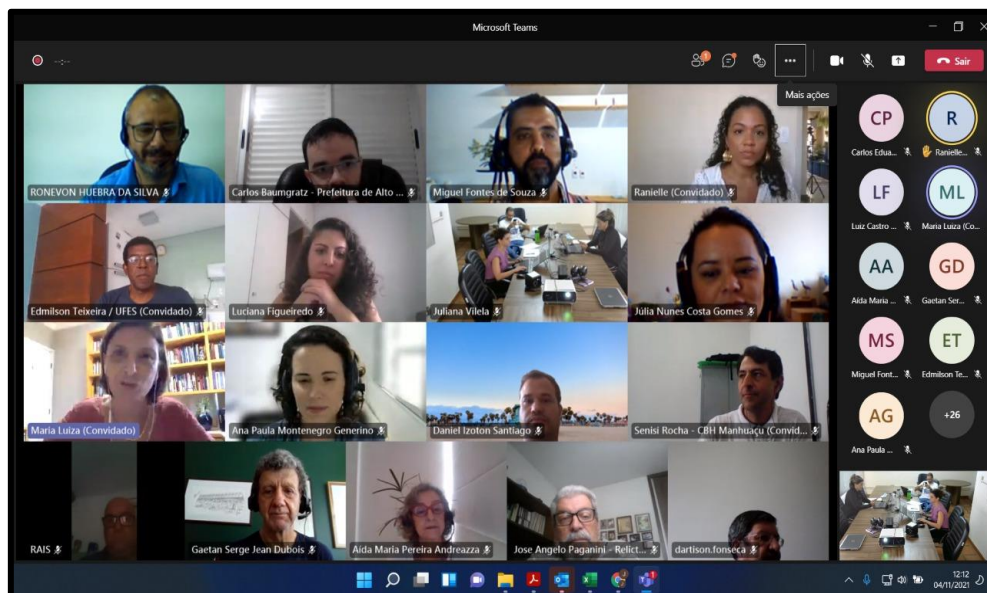 Microsoft Teams
--:--
1
Sair
Mais ações
RONEVON HUEBRA DA SILVA
Carlos Baumgratz - Prefeitura de Alto ...
Miguel Fontes de Souza
Ranielle (Convidado)
CP
R
Carlos Edua...
Ranielle...
Edmilson Teixeira / UFES (Convidado)
Luciana Figueiredo
Juliana Vilela
Júlia Nunes Costa Gomes
LF
ML
Luiz Castro ...
Maria Luiza (Co...
AA
GD
Aída Maria ...
Gaetan Ser...
Maria Luiza (Convidado)
Ana Paula Montenegro Generino
Daniel Izoton Santiago
Senisi Rocha - CBH Manhuaçu (Convid...
MS
ET
Miguel Font...
Edmilson Te...
AG
+26
Ana Paula ...
RAIS
Gaetan Serge Jean Dubois
Aída Maria Pereira Andreazza
Jose Angelo Paganini - Relict...
dartison.fonseca
12:12
04/11/2021